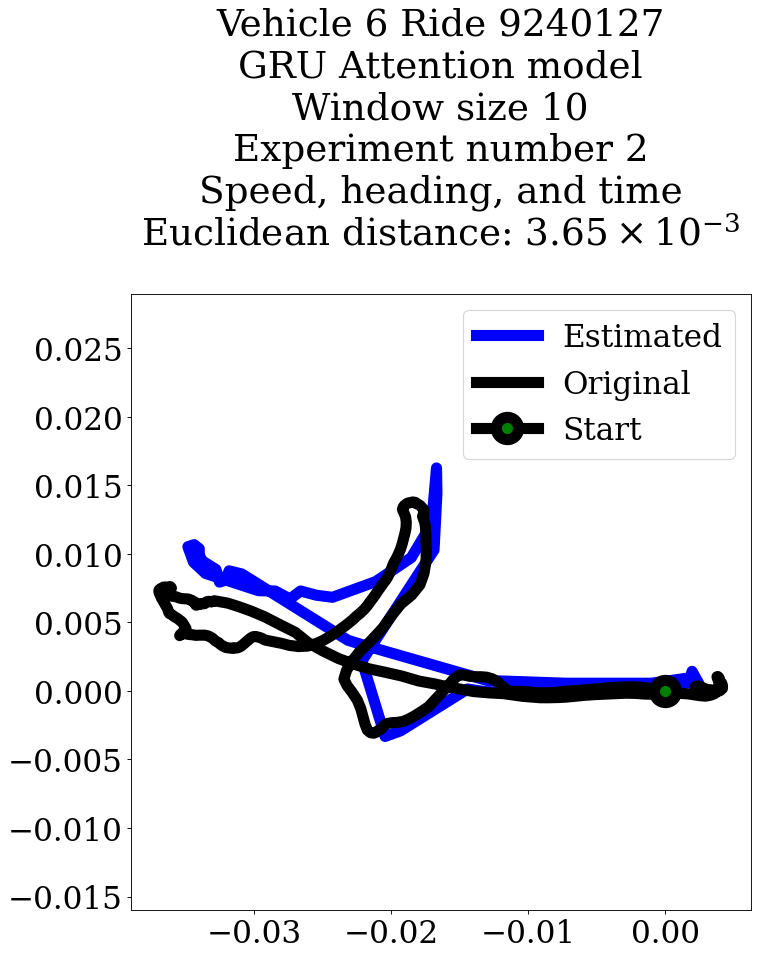 Vehicle 6 Ride 9240127
GRU Attention model
Window size 10
Experiment number 2
Speed, heading, and time
Euclidean distance: 3.65 × 10⁻³
Estimated
Original
Start
0.025
0.020
0.015
0.010
0.005
0.000
−0.005
−0.010
−0.015
−0.03
−0.02
−0.01
0.00